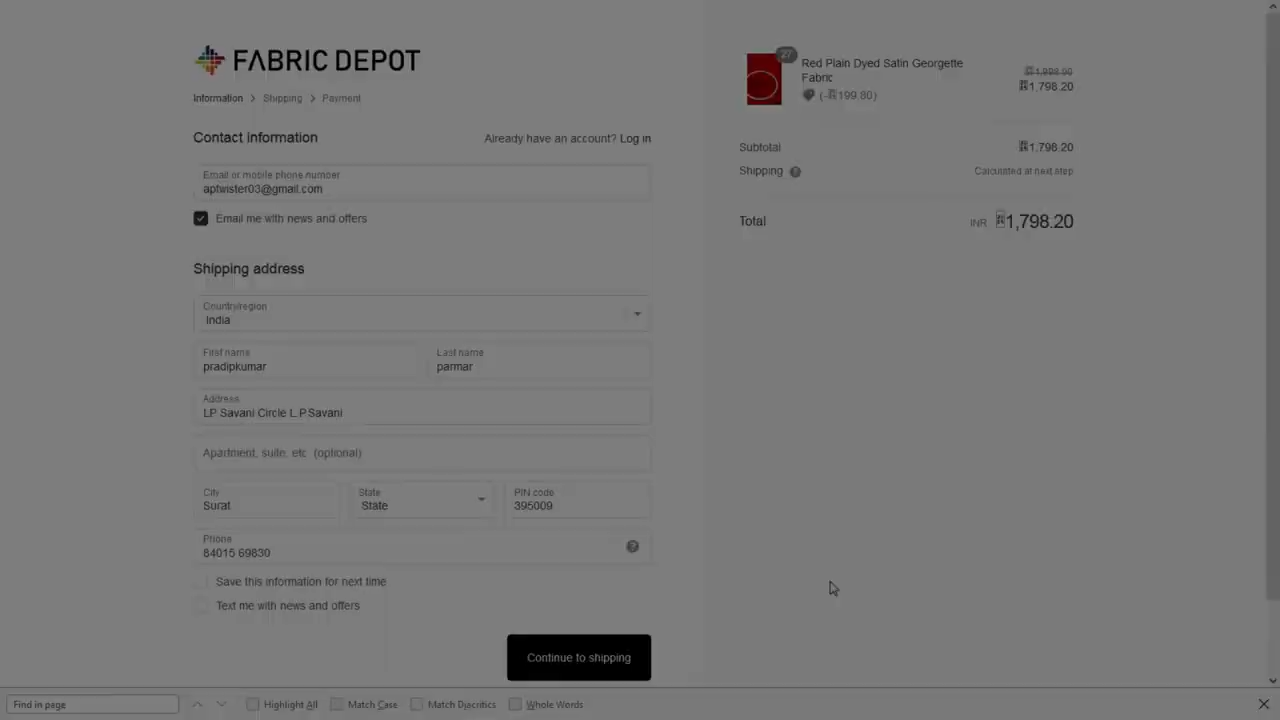 FABRIC DEPOT
Information > Shipping > Payment
Contact information
Already have an account? Log in
Email or mobile phone number
aptwister03@gmail.com
Email me with news and offers
Shipping address
Country/region
India
First name
pradipkumar
Last name
parmar
Address
LP Savani Circle L.P.Savani
Apartment, suite, etc. (optional)
City
Surat
State
State
PIN code
395009
Phone
84015 69830
Save this information for next time
Text me with news and offers
Continue to shipping
27
Red Plain Dyed Satin Georgette
Fabric
(-199.80)
1,998.00
1,798.20
Subtotal
1,798.20
Shipping
Calculated at next step
Total
INR 1,798.20
Find in page
Highlight All
Match Case
Match Diacritics
Whole Words